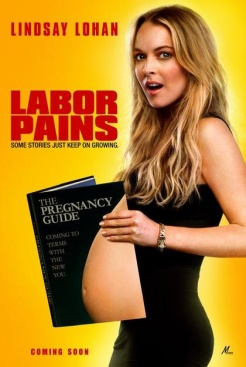 LINDSAY LOHAN
LABOR
PAINS
SOME STORIES JUST KEEP ON GROWING.
THE
PREGNANCY
GUIDE
COMING TO
TERMS
WITH
THE
NEW
YOU
COMING SOON